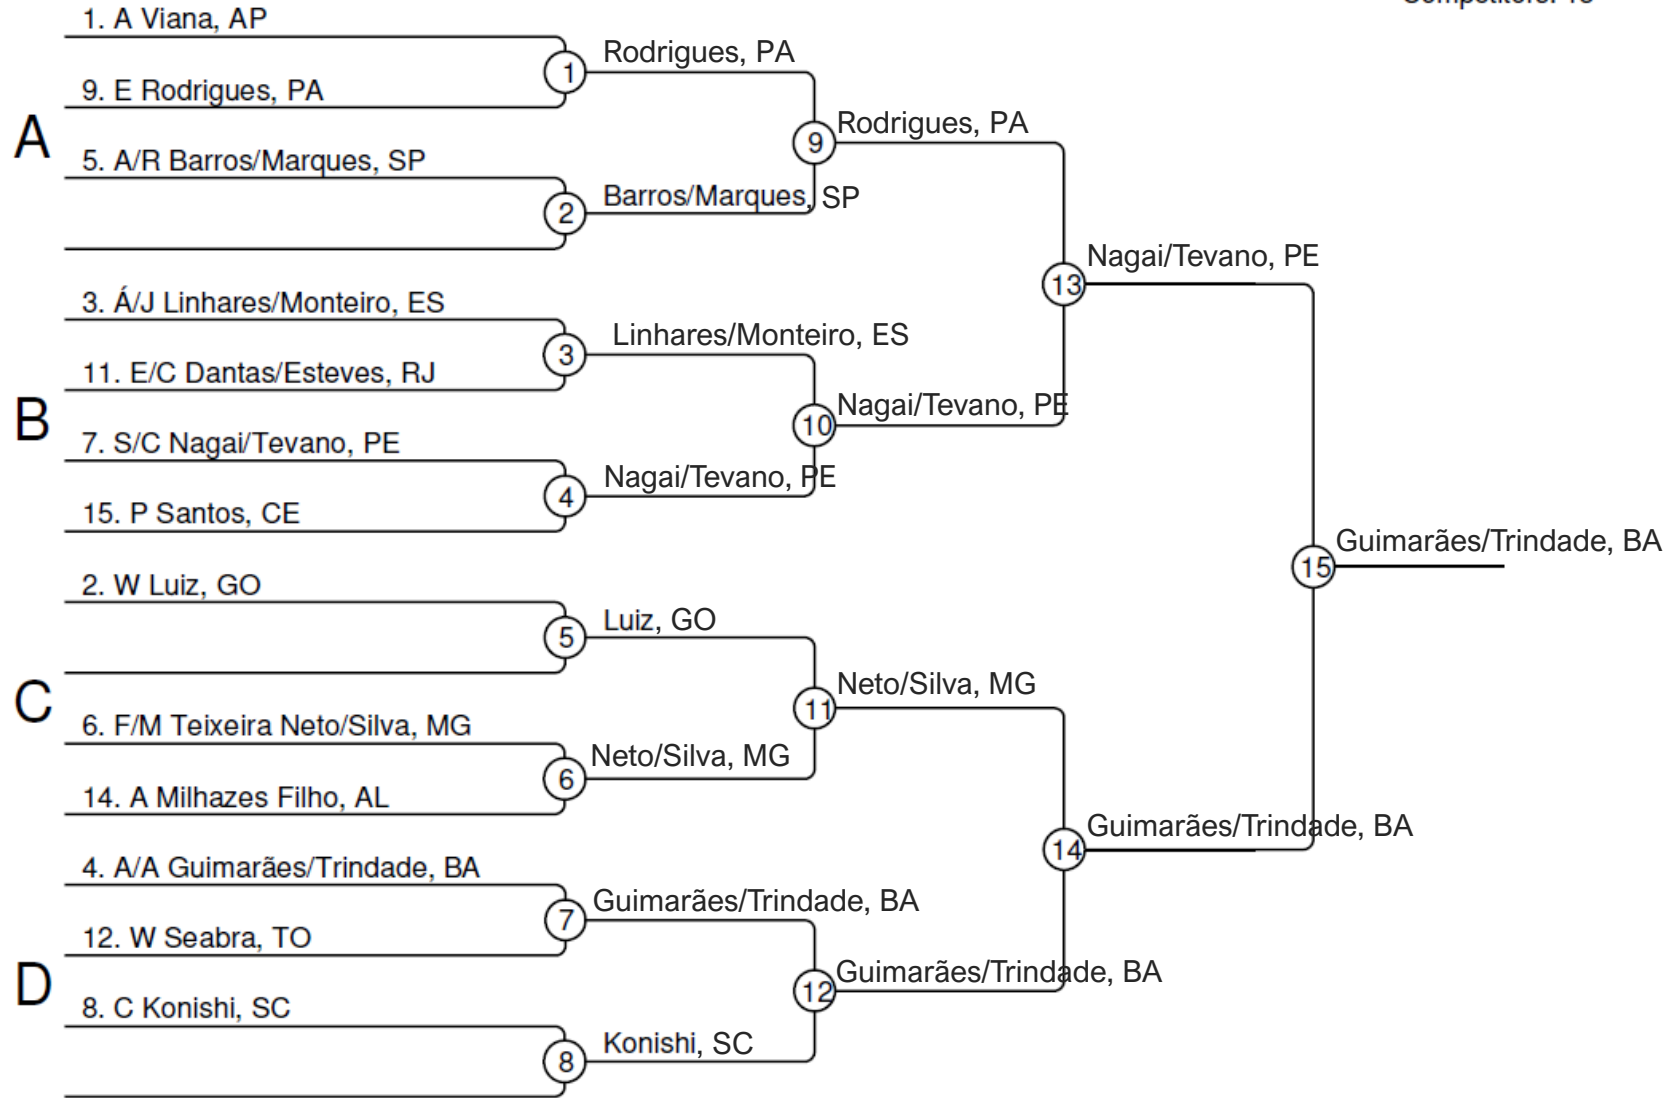 1. A Viana, AP
9. E Rodrigues, PA
A
5. A/R Barros/Marques, SP
1
Rodrigues, PA
2
Barros/Marques, SP
9
Rodrigues, PA
3. Á/J Linhares/Monteiro, ES
11. E/C Dantas/Esteves, RJ
B
7. S/C Nagai/Tevano, PE
15. P Santos, CE
3
Linhares/Monteiro, ES
4
Nagai/Tevano, PE
10
Nagai/Tevano, PE
13
Nagai/Tevano, PE
2. W Luiz, GO
C
6. F/M Teixeira Neto/Silva, MG
14. A Milhazes Filho, AL
5
Luiz, GO
6
Neto/Silva, MG
11
Neto/Silva, MG
4. A/A Guimarães/Trindade, BA
12. W Seabra, TO
D
8. C Konishi, SC
7
Guimarães/Trindade, BA
8
Konishi, SC
12
Guimarães/Trindade, BA
14
Guimarães/Trindade, BA
15
Guimarães/Trindade, BA